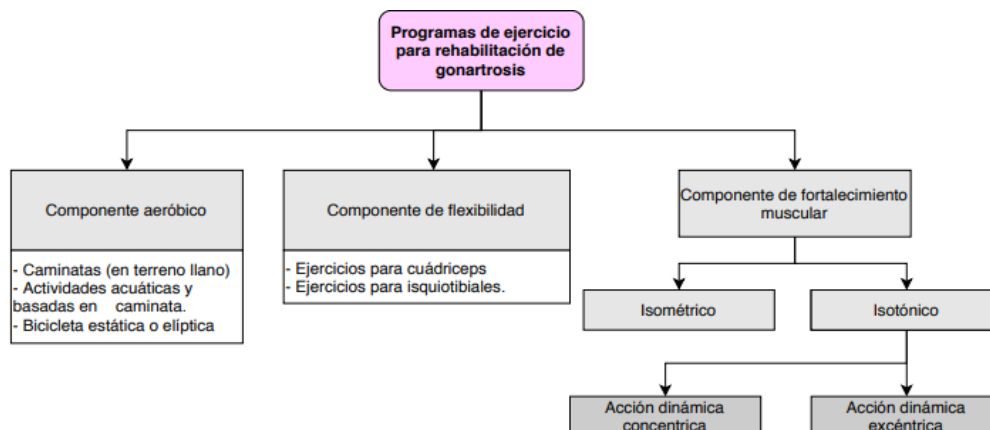 Programas de ejercicio
para rehabilitación de
gonartrosis
Componente aeróbico
- Caminatas (en terreno llano)
- Actividades acuáticas y
basadas en caminata.
- Bicicleta estática o elíptica
Componente de flexibilidad
- Ejercicios para cuádriceps
- Ejercicios para isquiotibiales.
Componente de fortalecimiento
muscular
Isométrico
Isotónico
Acción dinámica
concentrica
Acción dinámica
excéntrica